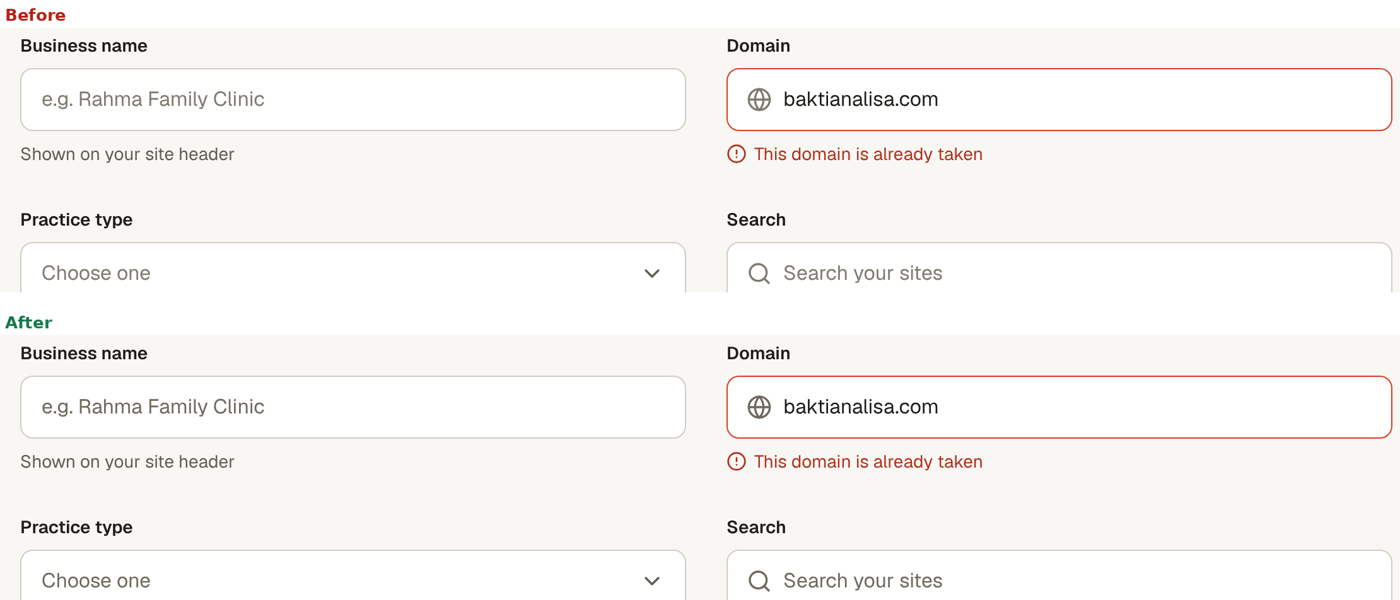 Before
Business name
Domain
e.g. Rahma Family Clinic
baktianalisa.com
Shown on your site header
This domain is already taken
Practice type
Search
Choose one
Search your sites
After
Business name
Domain
e.g. Rahma Family Clinic
baktianalisa.com
Shown on your site header
This domain is already taken
Practice type
Search
Choose one
Search your sites